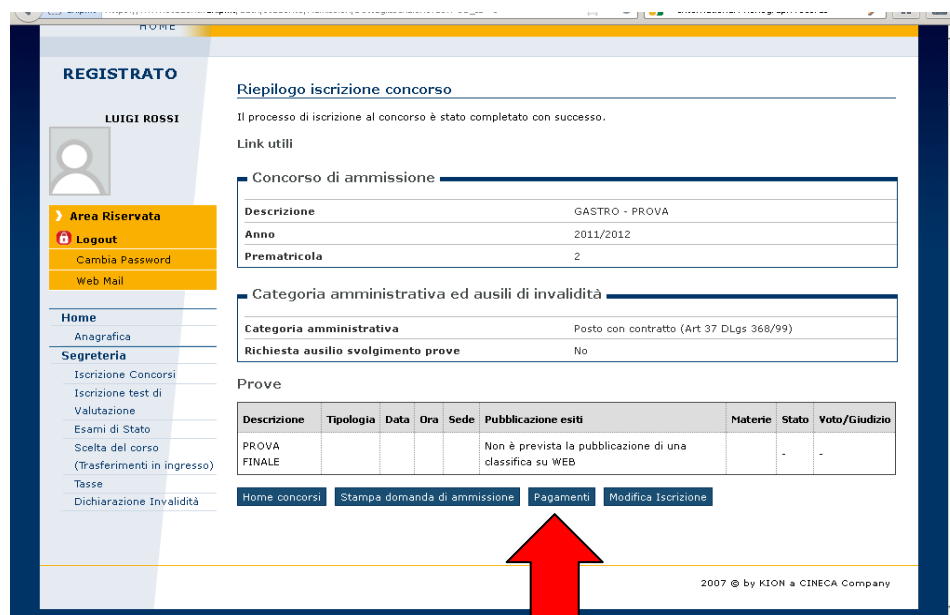 HOME
REGISTRATO
LUIGI ROSSI
Area Riservata
Logout
Cambia Password
Web Mail
Home
Anagrafica
Segreteria
Iscrizione Concorsi
Iscrizione test di
Valutazione
Esami di Stato
Scelta del corso
(Trasferimenti in ingresso)
Tasse
Dichiarazione Invalidità
Riepilogo iscrizione concorso
Il processo di iscrizione al concorso è stato completato con successo.
Link utili
Concorso di ammissione
Descrizione GASTRO - PROVA
Anno 2011/2012
Prematricola 2
Categoria amministrativa ed ausili di invalidità
Categoria amministrativa Posto con contratto (Art 37 DLgs 368/99)
Richiesta ausilio svolgimento prove No
Prove
Descrizione Tipologia Data Ora Sede Pubblicazione esiti Materie Stato Voto/Giudizio
PROVA Non è prevista la pubblicazione di una
FINALE classifica su WEB - -
Home concorsi Stampa domanda di ammissione Pagamenti Modifica Iscrizione
2007 © by KION a CINECA Company